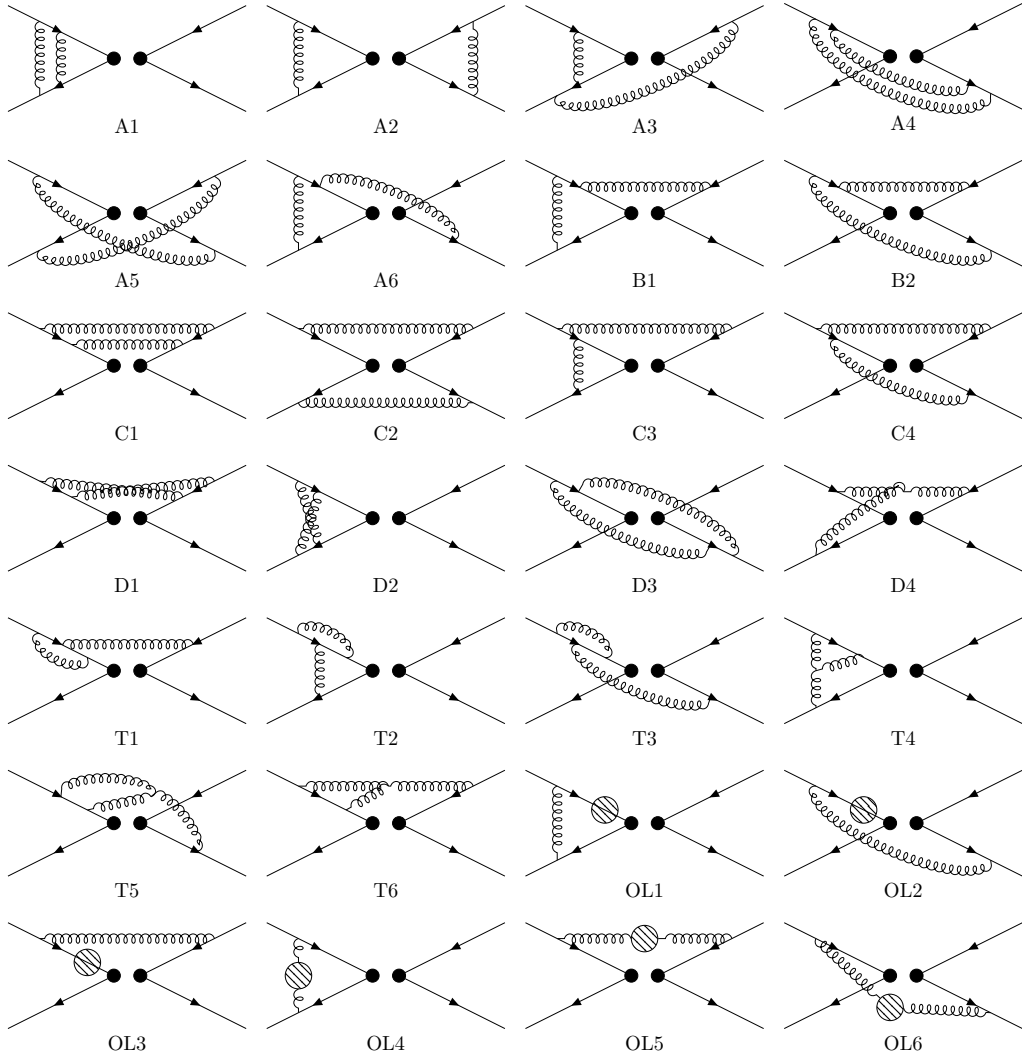 A1 A2 A3 A4
A5 A6 B1 B2
C1 C2 C3 C4
D1 D2 D3 D4
T1 T2 T3 T4
T5 T6 OL1 OL2
OL3 OL4 OL5 OL6